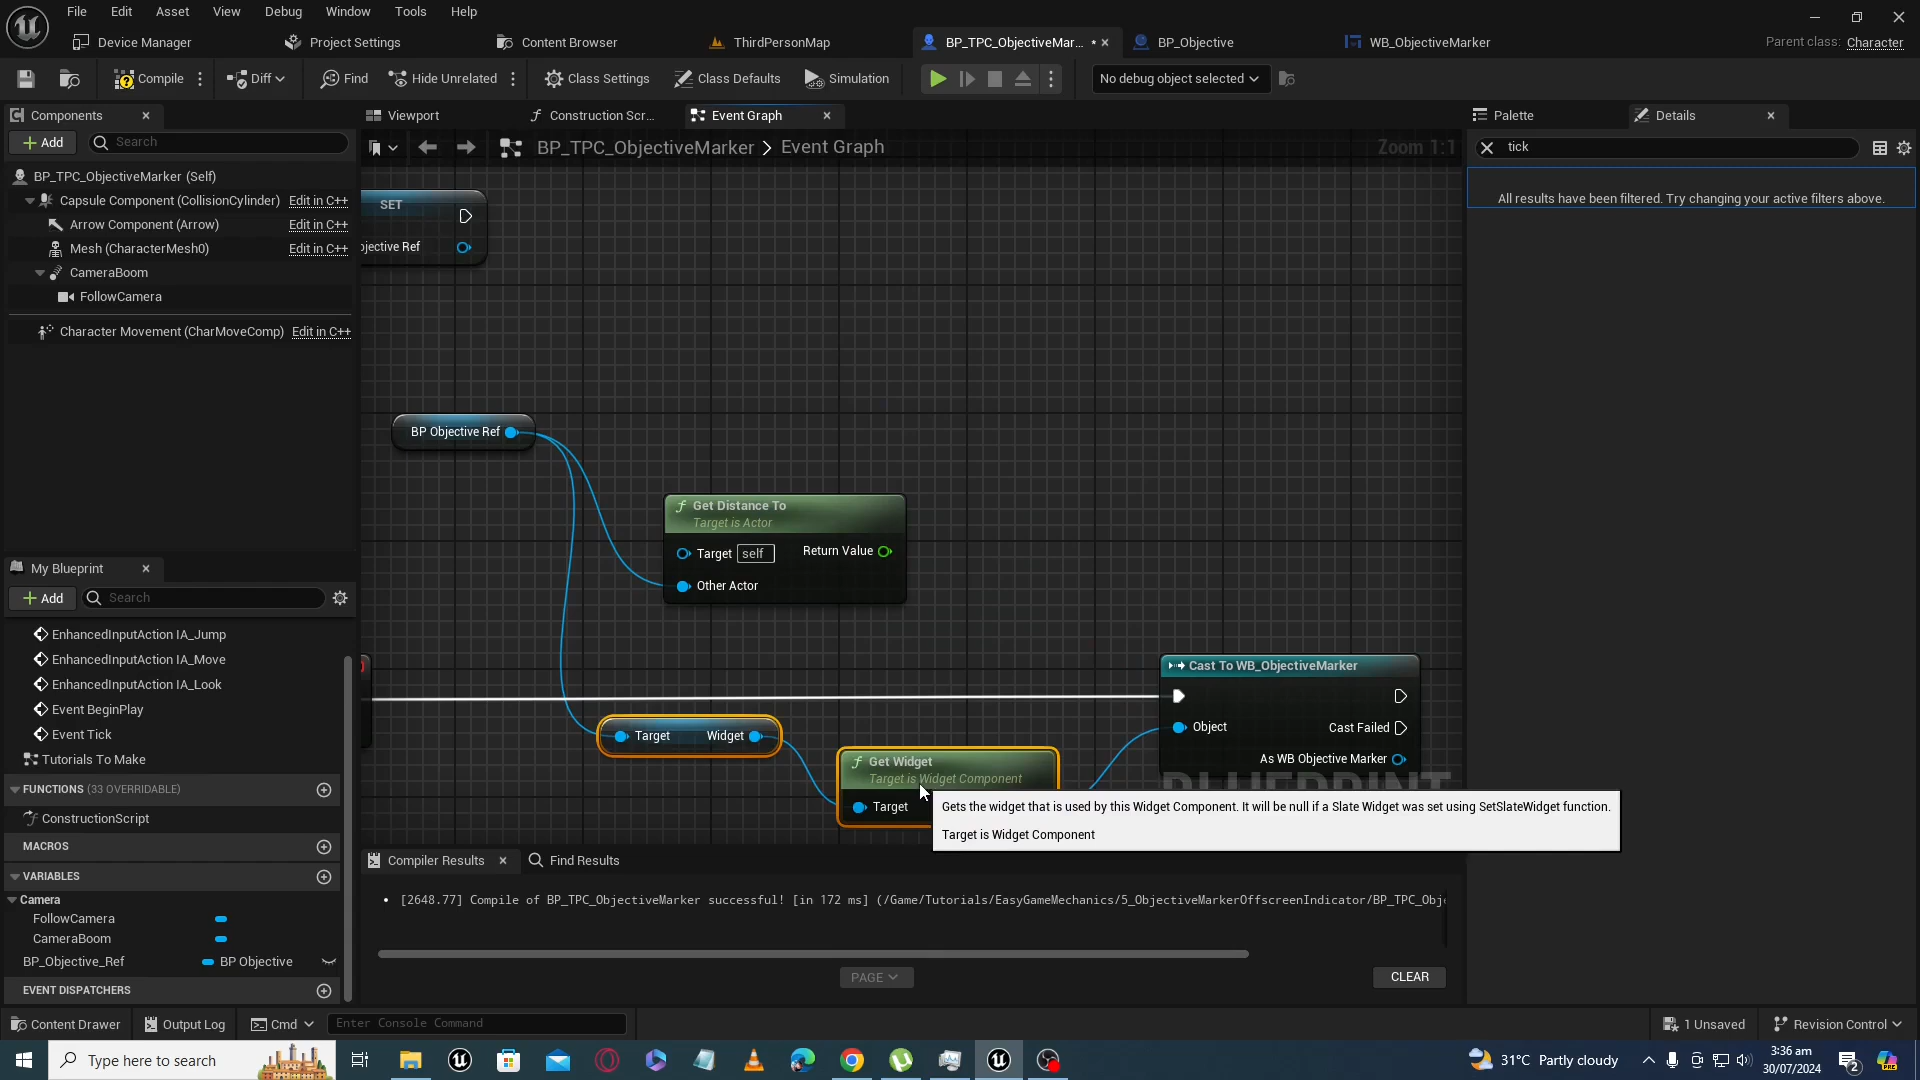 File Edit Asset View Debug Window Tools Help
Device Manager Project Settings Content Browser ThirdPersonMap BP_TPC_ObjectiveMar... * BP_Objective WB_ObjectiveMarker Parent class: Character
Compile Diff Find Hide Unrelated Class Settings Class Defaults Simulation No debug object selected
Components Viewport Construction Scr... Event Graph Palette Details
Add Search BP_TPC_ObjectiveMarker > Event Graph Zoom 1:1 tick
BP_TPC_ObjectiveMarker (Self)
Capsule Component (CollisionCylinder) Edit in C++
Arrow Component (Arrow) Edit in C++
Mesh (CharacterMesh0) Edit in C++
CameraBoom
FollowCamera
Character Movement (CharMoveComp) Edit in C++
All results have been filtered. Try changing your active filters above.
SET
bjective Ref
BP Objective Ref
Get Distance To
Target is Actor
Target self Return Value
Other Actor
Cast To WB_ObjectiveMarker
Object Cast Failed
As WB Objective Marker
Target Widget
Get Widget
Target is Widget Component
Target
BLUEPRINT
Gets the widget that is used by this Widget Component. It will be null if a Slate Widget was set using SetSlateWidget function.
Target is Widget Component
My Blueprint
Add Search
EnhancedInputAction IA_Jump
EnhancedInputAction IA_Move
EnhancedInputAction IA_Look
Event BeginPlay
Event Tick
Tutorials To Make
FUNCTIONS (33 OVERRIDABLE)
ConstructionScript
MACROS
VARIABLES
Camera
FollowCamera
CameraBoom
BP_Objective_Ref BP Objective
EVENT DISPATCHERS
Compiler Results Find Results
[2648.77] Compile of BP_TPC_ObjectiveMarker successful! [in 172 ms] (/Game/Tutorials/EasyGameMechanics/5_ObjectiveMarkerOffscreenIndicator/BP_TPC_Obj
PAGE CLEAR
Content Drawer Output Log Cmd Enter Console Command 1 Unsaved Revision Control
Type here to search 31°C Partly cloudy 3:36 am
30/07/2024 2